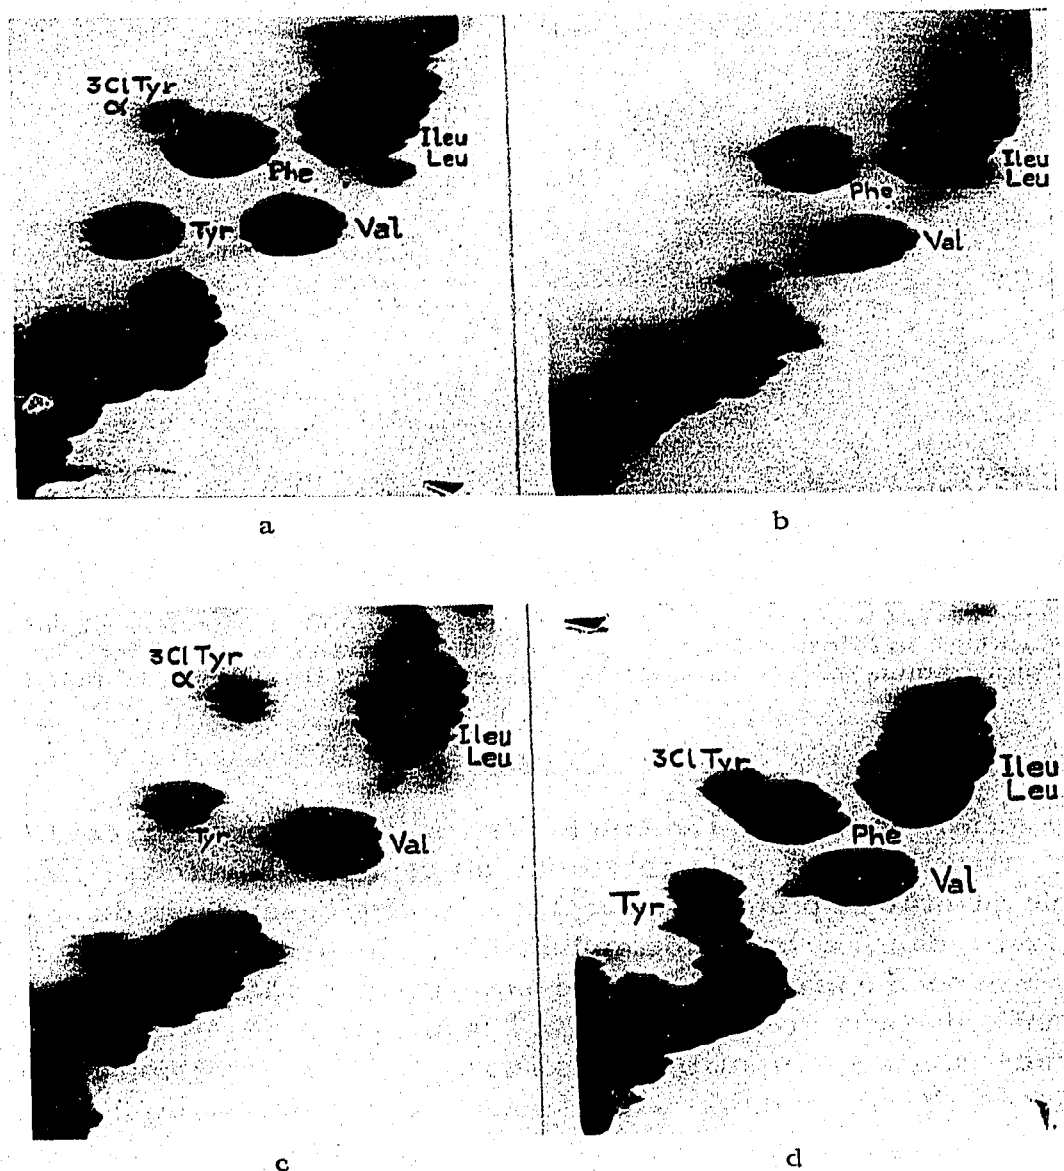 3Cl Tyr
α
Phe
Ileu
Leu
Tyr
Val
a
Phe
Ileu
Leu
Val
b
3Cl Tyr
α
Ileu
Leu
Tyr
Val
c
3Cl Tyr
Phe
Ileu
Leu
Tyr
Val
d